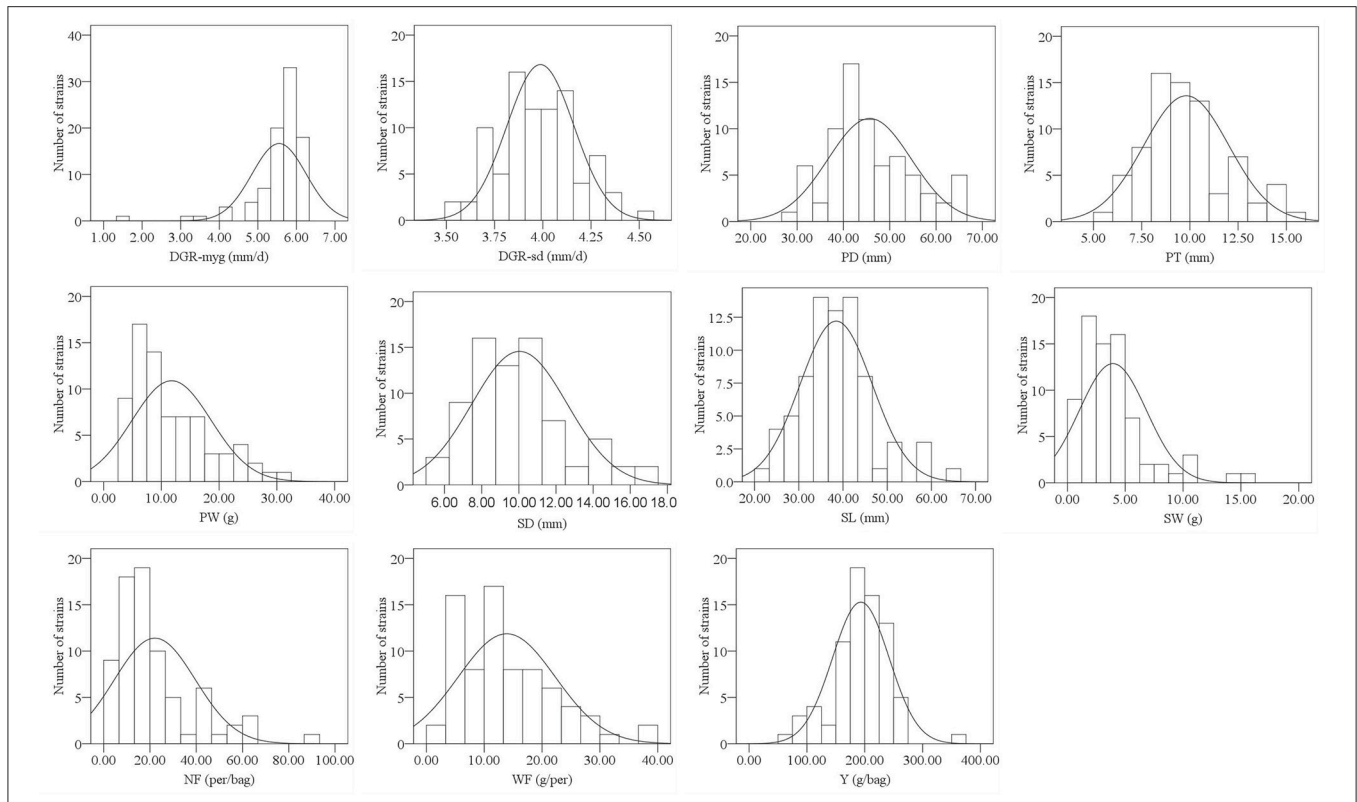 40
30
20
10
0
Number of strains
1.00 2.00 3.00 4.00 5.00 6.00 7.00
DGR-myg (mm/d)
20
15
10
5
0
Number of strains
3.50 3.75 4.00 4.25 4.50
DGR-sd (mm/d)
20
15
10
5
0
Number of strains
20.00 30.00 40.00 50.00 60.00 70.00
PD (mm)
20
15
10
5
0
Number of strains
5.00 7.50 10.00 12.50 15.00
PT (mm)
20
15
10
5
0
Number of strains
0.00 10.00 20.00 30.00 40.00
PW (g)
20
15
10
5
0
Number of strains
6.00 8.00 10.00 12.00 14.00 16.00 18.0
SD (mm)
12.5
10.0
7.5
5.0
2.5
0.0
Number of strains
20.00 30.00 40.00 50.00 60.00 70.00
SL (mm)
20
15
10
5
0
Number of strains
0.00 5.00 10.00 15.00 20.00
SW (g)
20
15
10
5
0
Number of strains
0.00 20.00 40.00 60.00 80.00 100.00
NF (per/bag)
20
15
10
5
0
Number of strains
0.00 10.00 20.00 30.00 40.00
WF (g/per)
20
15
10
5
0
Number of strains
100.00 200.00 300.00 400.00
Y (g/bag)